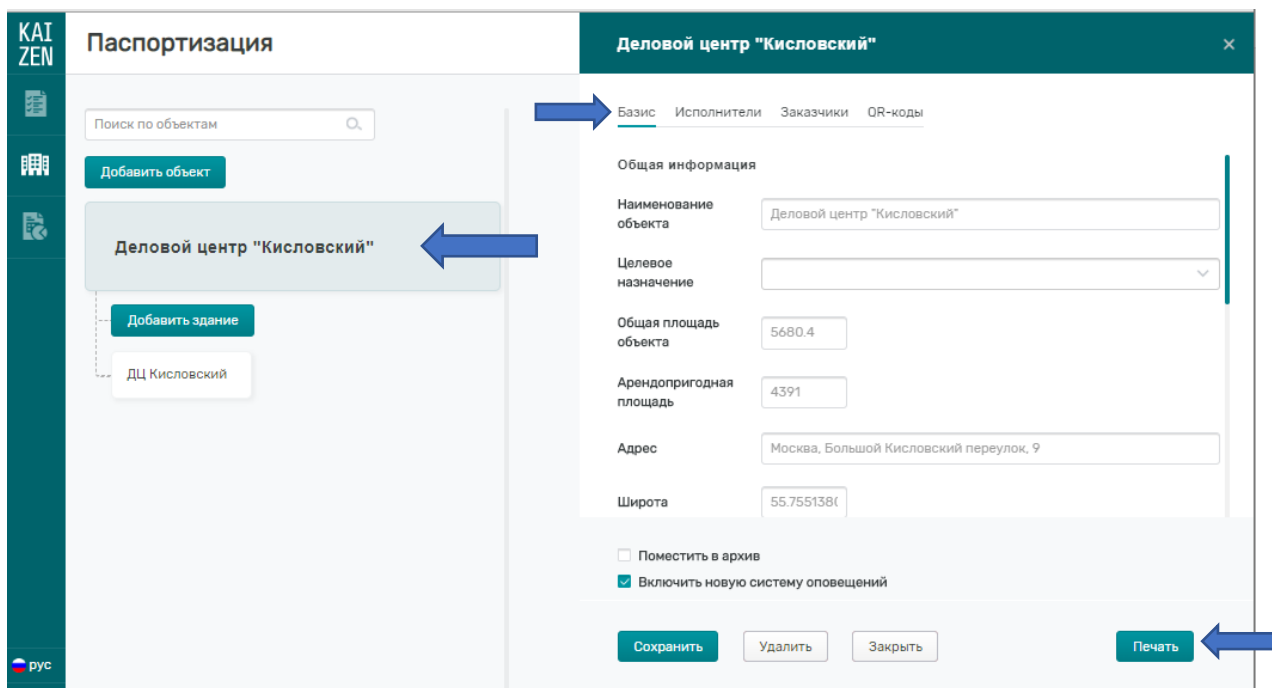 KAI
ZEN
Паспортизация
Деловой центр "Кисловский"
×
Поиск по объектам
Добавить объект
Деловой центр "Кисловский"
Добавить здание
ДЦ Кисловский
Базис Исполнители Заказчики QR-коды
Общая информация
Наименование
объекта
Деловой центр "Кисловский"
Целевое
назначение
Общая площадь
объекта
5680.4
Арендопригодная
площадь
4391
Адрес
Москва, Большой Кисловский переулок, 9
Широта
55.755138(
Поместить в архив
Включить новую систему оповещений
Сохранить Удалить Закрыть Печать
рус